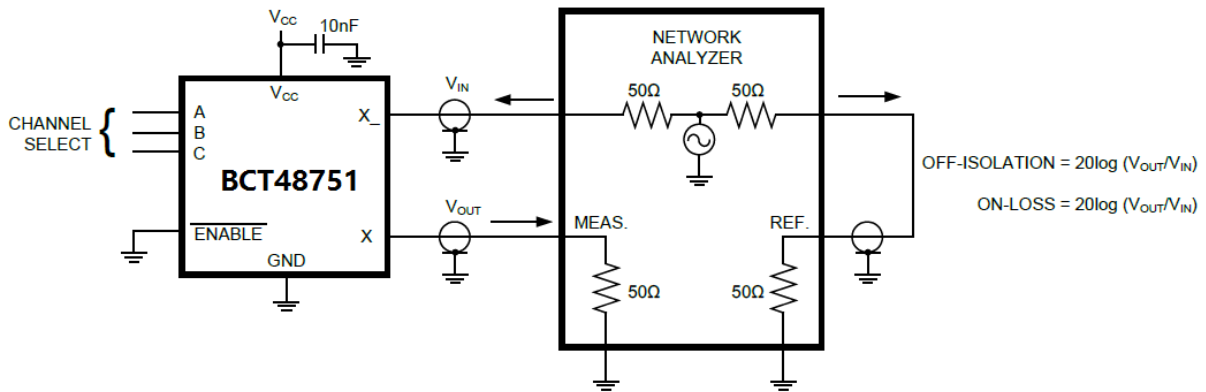 VCC
10nF
VCC
CHANNEL
SELECT
A
B
C
X_
BCT48751
ENABLE
X
GND
VIN
VOUT
NETWORK
ANALYZER
50Ω
50Ω
MEAS.
REF.
50Ω
50Ω
OFF-ISOLATION = 20log (VOUT/VIN)
ON-LOSS = 20log (VOUT/VIN)